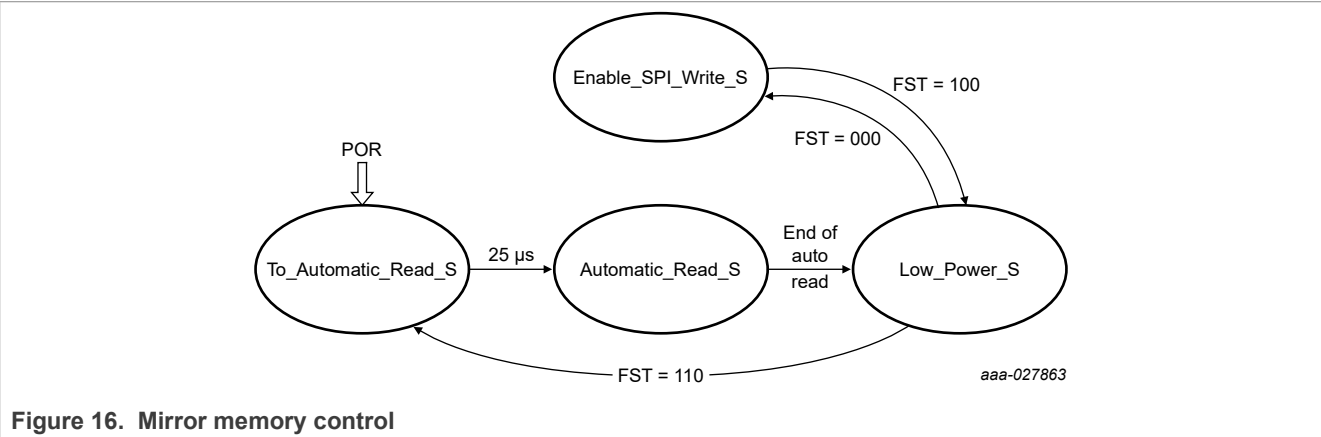 Enable_SPI_Write_S
FST = 100
FST = 000
POR
To_Automatic_Read_S
25 µs
Automatic_Read_S
End of
auto
read
Low_Power_S
FST = 110
aaa-027863
Figure 16. Mirror memory control